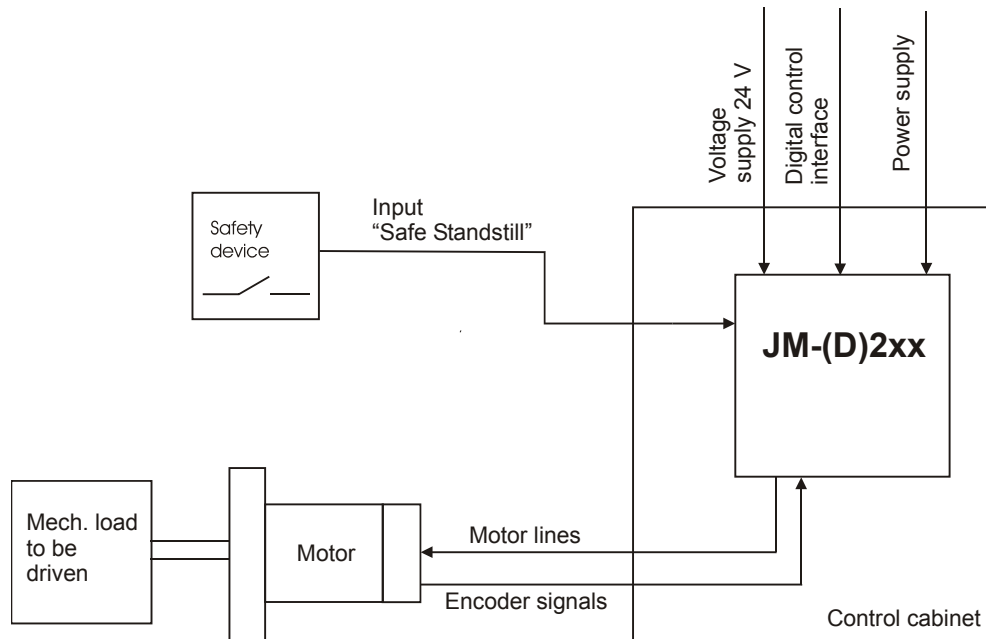 Voltage
supply 24 V
Digital control
interface
Power supply
Input
“Safe Standstill”
Safety
device
JM-(D)2xx
Mech. load
to be
driven
Motor
Motor lines
Encoder signals
Control cabinet